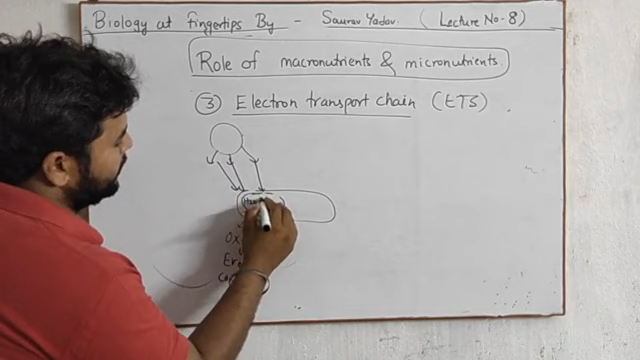 Biology at fingertips By - Saurav Yadav. (Lecture No-8)
Role of macronutrients & micronutrients.
③ Electron transport chain (ETS)